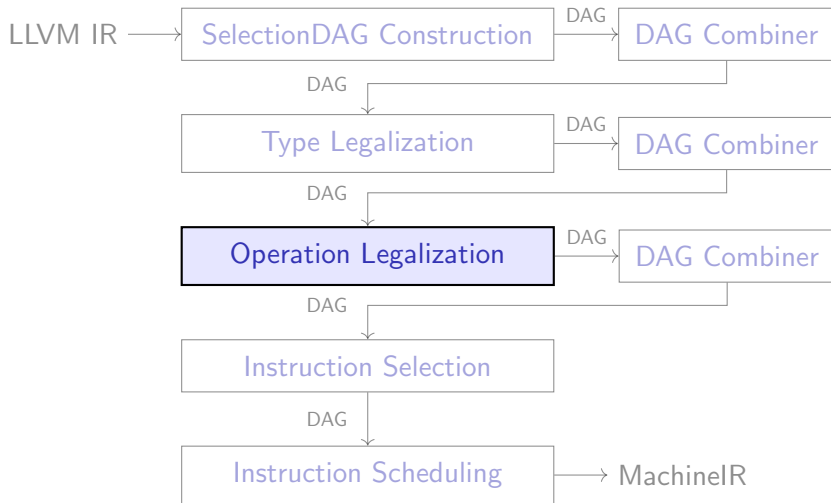 LLVM IR
SelectionDAG Construction
DAG
DAG Combiner
DAG
Type Legalization
DAG
DAG Combiner
DAG
Operation Legalization
DAG
DAG Combiner
DAG
Instruction Selection
DAG
Instruction Scheduling
MachineIR